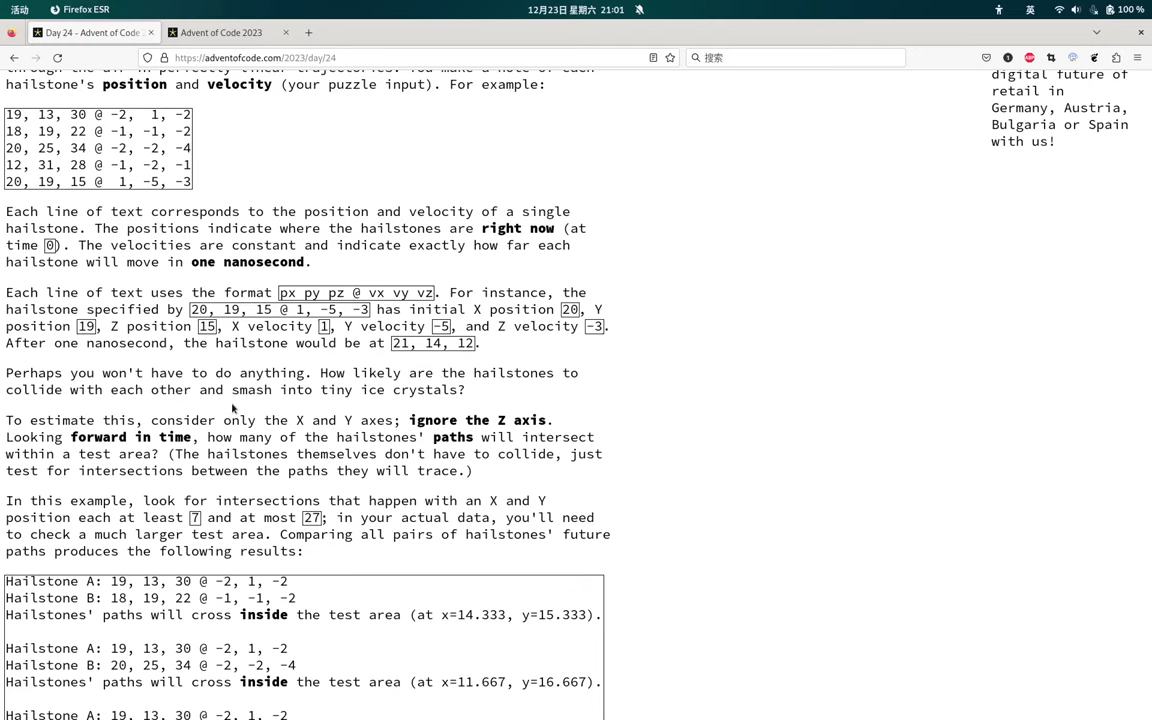 活动
Firefox ESR
12月23日 星期六 21:01
英
100 %
Day 24 - Advent of Code
Advent of Code 2023
https://adventofcode.com/2023/day/24
搜索
hailstone's position and velocity (your puzzle input). For example:
19, 13, 30 @ -2,  1, -2
18, 19, 22 @ -1, -1, -2
20, 25, 34 @ -2, -2, -4
12, 31, 28 @ -1, -2, -1
20, 19, 15 @  1, -5, -3
Each line of text corresponds to the position and velocity of a single
hailstone. The positions indicate where the hailstones are right now (at
time 0). The velocities are constant and indicate exactly how far each
hailstone will move in one nanosecond.
Each line of text uses the format px py pz @ vx vy vz. For instance, the
hailstone specified by 20, 19, 15 @ 1, -5, -3 has initial X position 20, Y
position 19, Z position 15, X velocity 1, Y velocity -5, and Z velocity -3.
After one nanosecond, the hailstone would be at 21, 14, 12.
Perhaps you won't have to do anything. How likely are the hailstones to
collide with each other and smash into tiny ice crystals?
To estimate this, consider only the X and Y axes; ignore the Z axis.
Looking forward in time, how many of the hailstones' paths will intersect
within a test area? (The hailstones themselves don't have to collide, just
test for intersections between the paths they will trace.)
In this example, look for intersections that happen with an X and Y
position each at least 7 and at most 27; in your actual data, you'll need
to check a much larger test area. Comparing all pairs of hailstones' future
paths produces the following results:
Hailstone A: 19, 13, 30 @ -2, 1, -2
Hailstone B: 18, 19, 22 @ -1, -1, -2
Hailstones' paths will cross inside the test area (at x=14.333, y=15.333).
Hailstone A: 19, 13, 30 @ -2, 1, -2
Hailstone B: 20, 25, 34 @ -2, -2, -4
Hailstones' paths will cross inside the test area (at x=11.667, y=16.667).
Hailstone A: 19, 13, 30 @ -2, 1, -2
digital future of
retail in
Germany, Austria,
Bulgaria or Spain
with us!